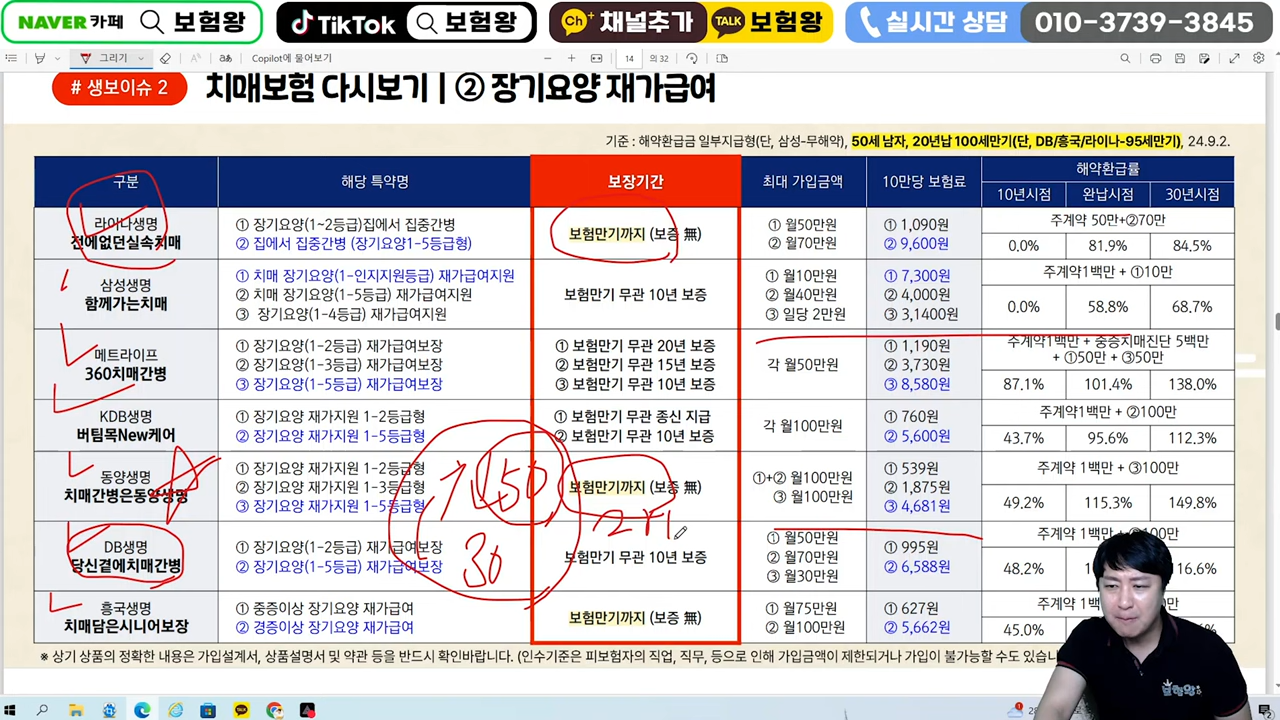 NAVER 카페 보험왕 TikTok 보험왕 Ch+ 채널추가 TALK 보험왕 실시간 상담 010-3739-3845
그리기 가あ Copilot에 물어보기 14 의 32
# 생보이슈 2 치매보험 다시보기 | ② 장기요양 재가급여
기준 : 해약환급금 일부지급형(단, 삼성-무해약), 50세 남자, 20년납 100세만기(단, DB/흥국/라이나-95세만기), 24.9.2.
구분 해당 특약명 보장기간 최대 가입금액 10만당 보험료 해약환급률
10년시점 완납시점 30년시점
라이나생명
전에없던실속치매
① 장기요양(1~2등급)집에서 집중간병
② 집에서 집중간병 (장기요양1-5등급형)
보험만기까지 (보증 無)
① 월50만원
② 월70만원
① 1,090원
② 9,600원
주계약 50만+②70만
0.0% 81.9% 84.5%
삼성생명
함께가는치매
① 치매 장기요양(1-인지지원등급) 재가급여지원
② 치매 장기요양(1-5등급) 재가급여지원
③ 장기요양(1-4등급) 재가급여지원
보험만기 무관 10년 보증
① 월10만원
② 월40만원
③ 일당 2만원
① 7,300원
② 4,000원
③ 3,1400원
주계약1백만 + ①10만
0.0% 58.8% 68.7%
메트라이프
360치매간병
① 장기요양(1-2등급) 재가급여보장
② 장기요양(1-3등급) 재가급여보장
③ 장기요양(1-5등급) 재가급여보장
① 보험만기 무관 20년 보증
② 보험만기 무관 15년 보증
③ 보험만기 무관 10년 보증
각 월50만원
① 1,190원
② 3,730원
③ 8,580원
주계약1백만 + 중증치매진단 5백만
+ ①50만 + ③50만
87.1% 101.4% 138.0%
KDB생명
버팀목New케어
① 장기요양 재가지원 1-2등급형
② 장기요양 재가지원 1-5등급형
① 보험만기 무관 종신 지급
② 보험만기 무관 10년 보증
각 월100만원
① 760원
② 5,600원
주계약1백만 + ②100만
43.7% 95.6% 112.3%
동양생명
치매간병은동양생명
① 장기요양 재가지원 1-2등급형
② 장기요양 재가지원 1-3등급형
③ 장기요양 재가지원 1-5등급형
50
30
보험만기까지 (보증 無)
①+② 월100만원
③ 월100만원
① 539원
② 1,875원
③ 4,681원
주계약 1백만 + ③100만
49.2% 115.3% 149.8%
DB생명
당신곁에치매간병
① 장기요양(1-2등급) 재가급여보장
② 장기요양(1-5등급) 재가급여보장
보험만기 무관 10년 보증
① 월50만원
② 월70만원
③ 월30만원
① 995원
② 6,588원
주계약 1백만
48.2%
흥국생명
치매담은시니어보장
① 중증이상 장기요양 재가급여
② 경증이상 장기요양 재가급여
보험만기까지 (보증 無)
① 월75만원
② 월100만원
① 627원
② 5,662원
주계약 1백
45.0%
※ 상기 상품의 정확한 내용은 가입설계서, 상품설명서 및 약관 등을 반드시 확인바랍니다. (인수기준은 피보험자의 직업, 직무, 등으로 인해 가입금액이 제한되거나 가입이 불가능할 수도 있습니
보험왕